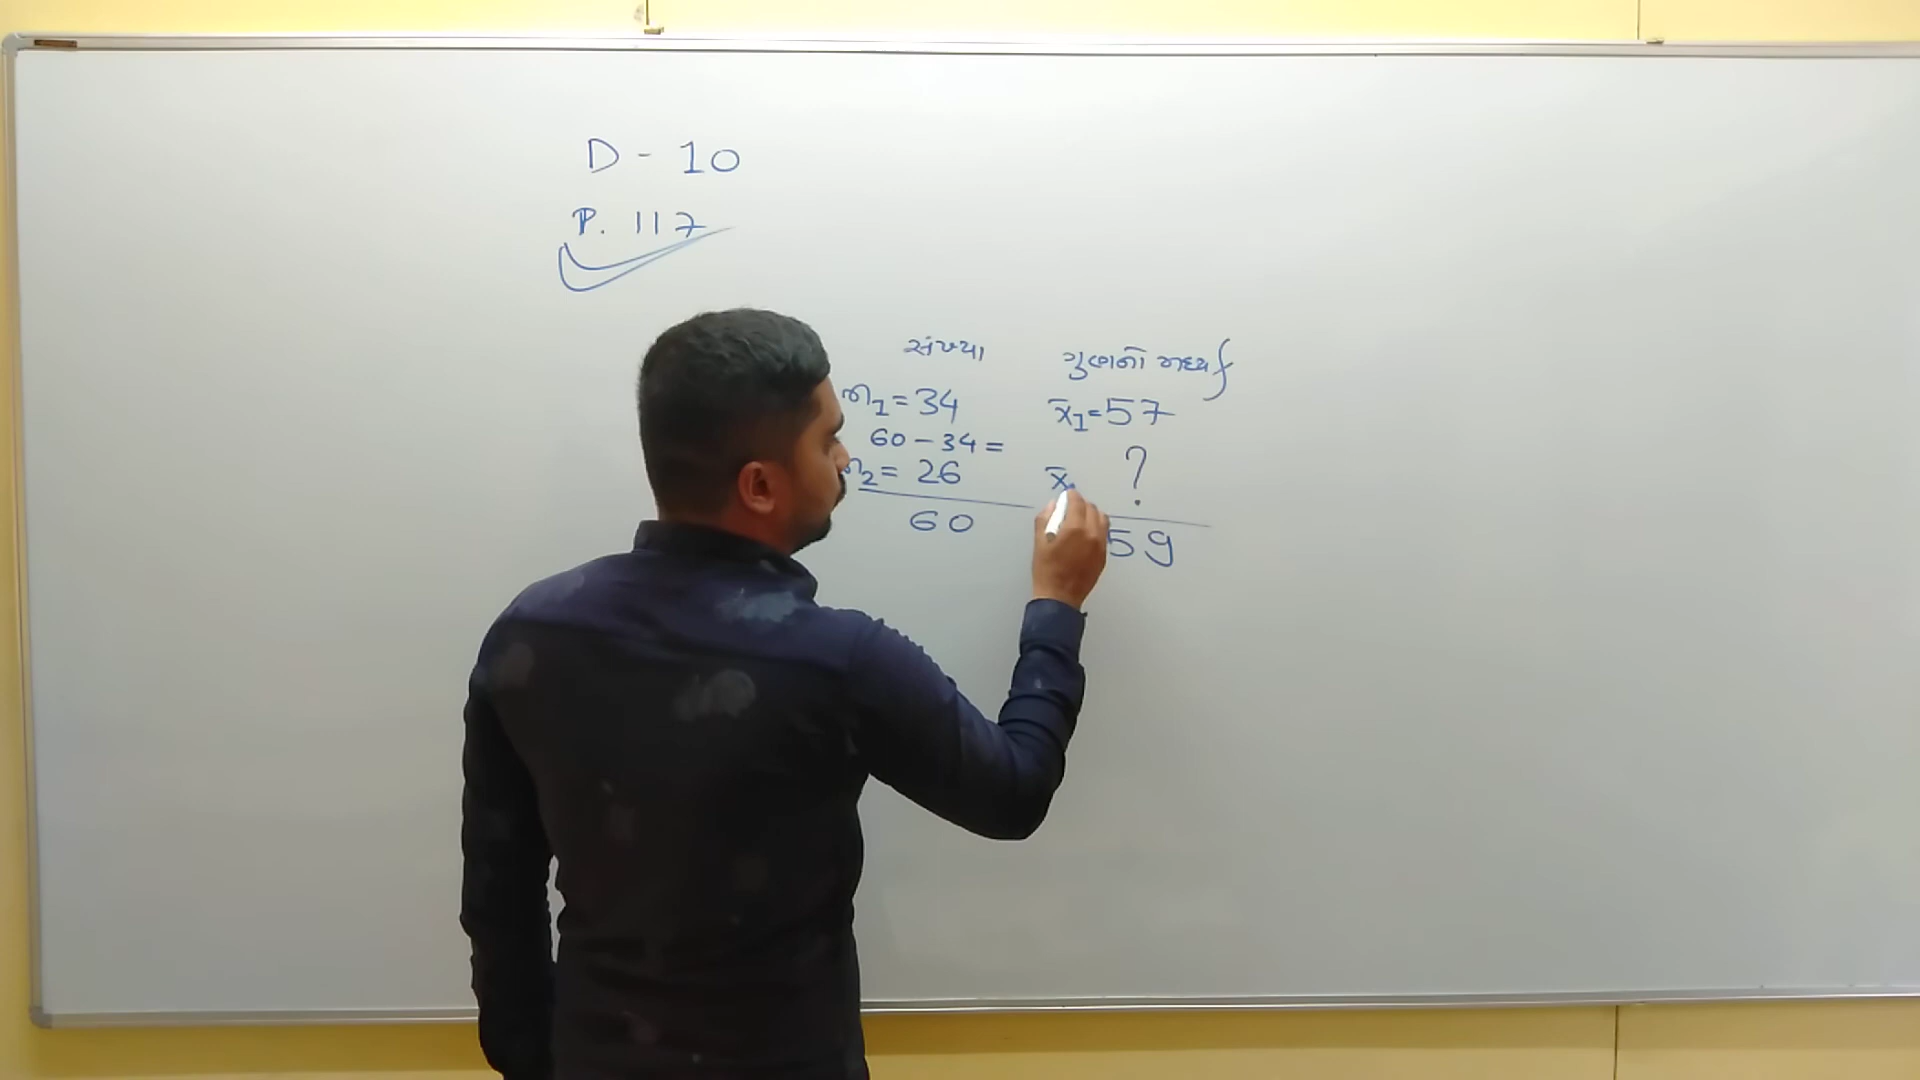 D - 10
P. 117
સંખ્યા ગુણનો મધ્યક
n₁ = 34 x̄₁ = 57
60 - 34 =
n₂ = 26 x̄ ?
60 59